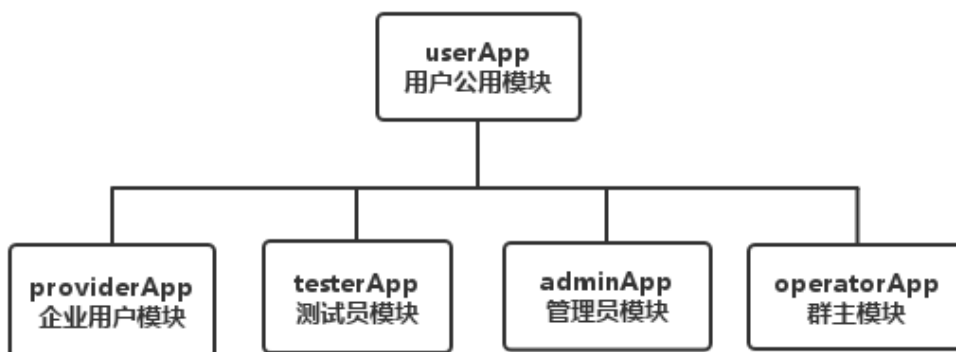 userApp
用户公用模块
providerApp
企业用户模块
testerApp
测试员模块
adminApp
管理员模块
operatorApp
群主模块